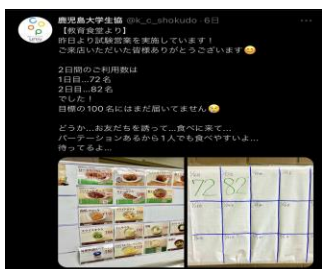 鹿児島大学生協 @k_c_shokudo · 6日
【教育食堂より】
昨日より試験営業を実施しています！
ご来店いただいた皆様ありがとうございます😊
2日間のご利用数は
1日目…72名
2日目…82名
でした！
目標の100名にはまだ届いてません😢
どうか…お友だちを誘って…食べに来て…
パーテーションあるから1人でも食べやすいよ…
待ってるよ…
72 82